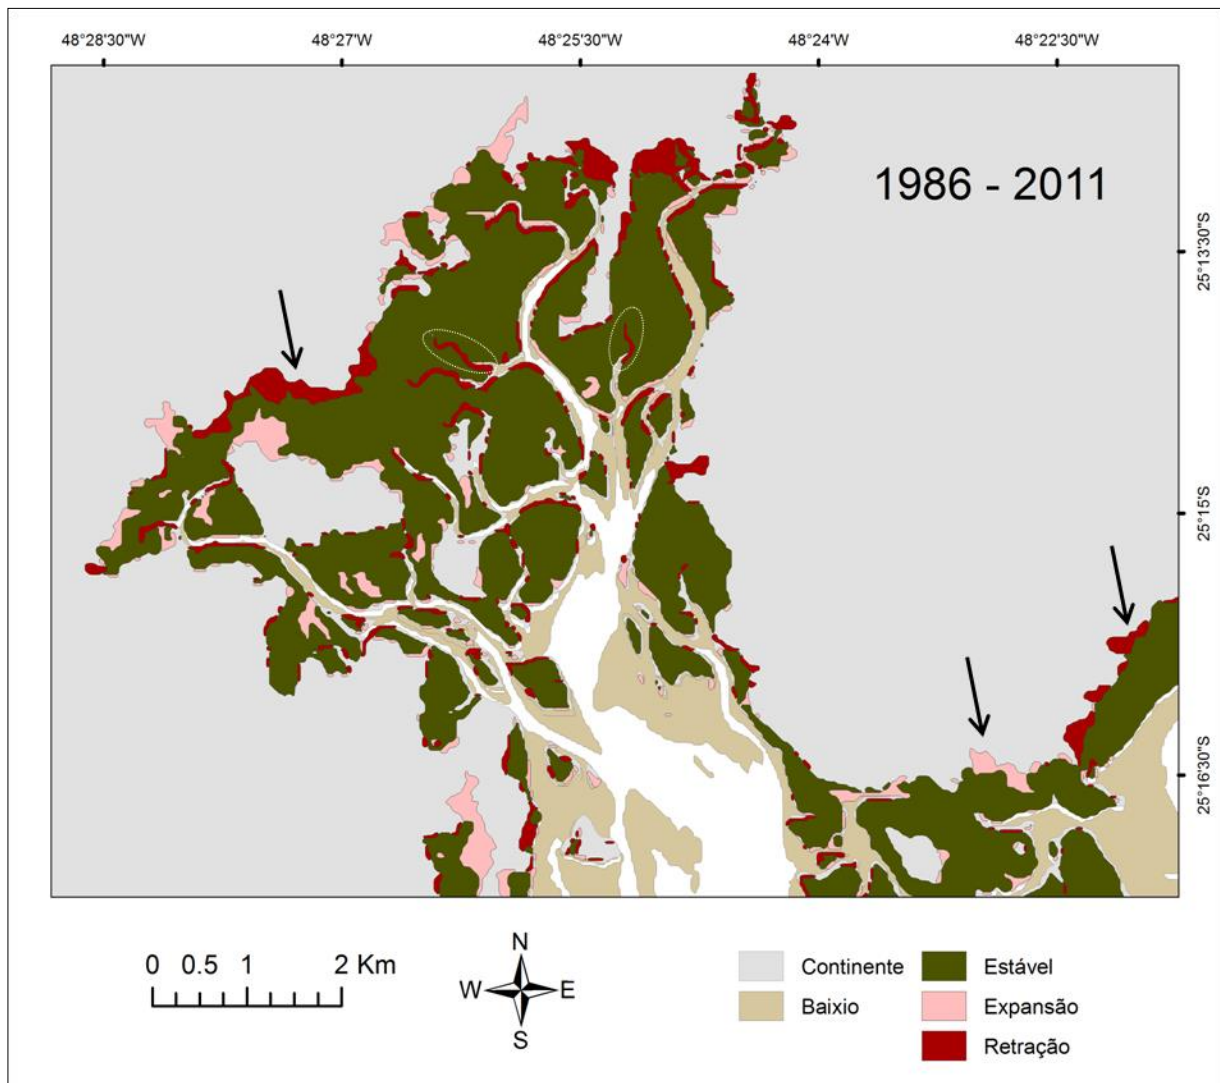 48°28'30"W 48°27'W 48°25'30"W 48°24'W 48°22'30"W
1986 - 2011
25°13'30"S
25°15'S
25°16'30"S
0 0.5 1 2 Km
N
W E
S
Continente
Baixio
Estável
Expansão
Retração